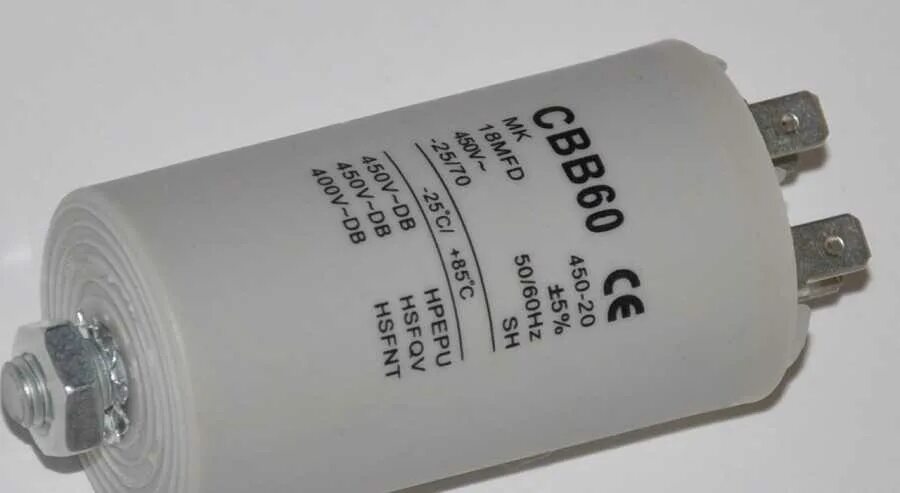 CBB60 CE
MK 450-20
18MFD ±5%
450V~ 50/60Hz
-25/70 SH
-25°C/ +85°C
450V~DB HPEPU
450V~DB HSFQV
400V~DB HSFNT